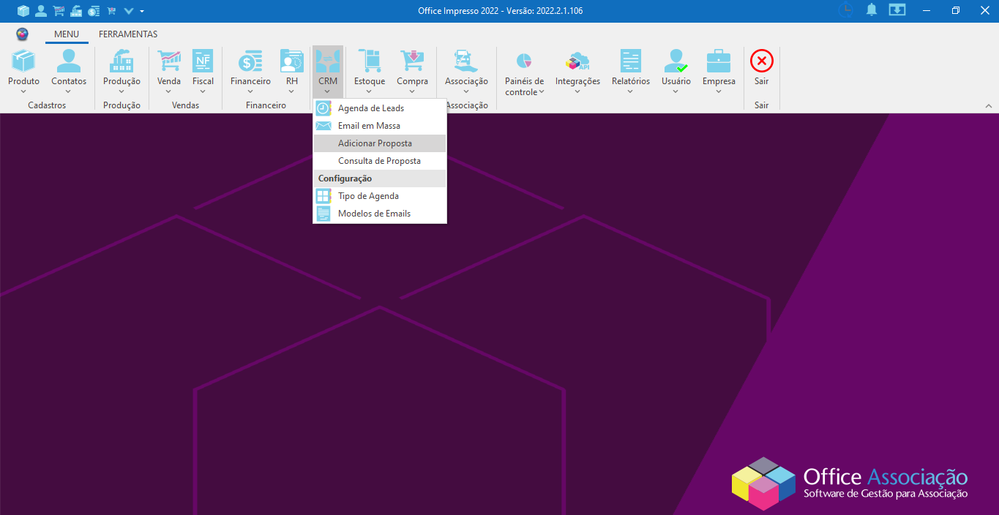 Office Impresso 2022 - Versão: 2022.2.1.106
MENU FERRAMENTAS
Produto Contatos Produção Venda Fiscal Financeiro RH CRM Estoque Compra Associação Painéis de controle Integrações Relatórios Usuário Empresa Sair
NF
API
Cadastros Produção Vendas Financeiro Associação Sair
Agenda de Leads
Email em Massa
Adicionar Proposta
Consulta de Proposta
Configuração
Tipo de Agenda
Modelos de Emails
Office Associação
Software de Gestão para Associação